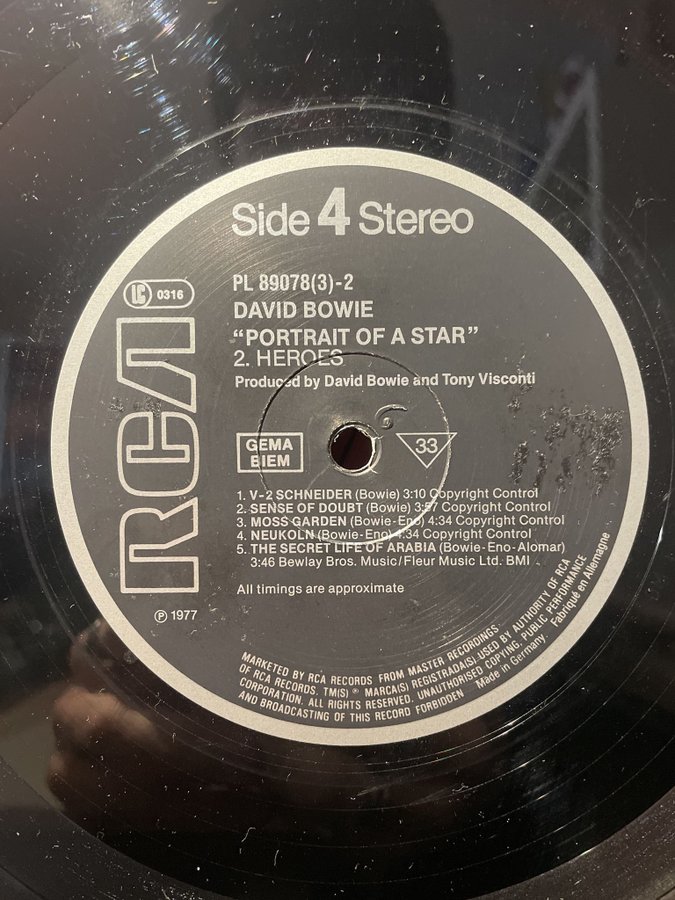 Side 4 Stereo
PL 89078(3)-2
LC 0316
DAVID BOWIE
"PORTRAIT OF A STAR"
2. HEROES
Produced by David Bowie and Tony Visconti
RCA
GEMA
BIEM
33
1. V-2 SCHNEIDER (Bowie) 3:10 Copyright Control
2. SENSE OF DOUBT (Bowie) 3:57 Copyright Control
3. MOSS GARDEN (Bowie-Eno) 4:34 Copyright Control
4. NEUKOLN (Bowie-Eno) 4:34 Copyright Control
5. THE SECRET LIFE OF ARABIA (Bowie-Eno-Alomar)
3:46 Bewlay Bros. Music/Fleur Music Ltd. BMI
All timings are approximate
Ⓟ 1977
MARKETED BY RCA RECORDS FROM MASTER RECORDINGS
OF RCA RECORDS. TM(S) ® MARCA(S) REGISTRADA(S) USED BY AUTHORITY OF RCA
CORPORATION. ALL RIGHTS RESERVED. UNAUTHORISED COPYING PUBLIC PERFORMANCE
AND BROADCASTING OF THIS RECORD FORBIDDEN Made in Germany. Fabriqué en Allemagne